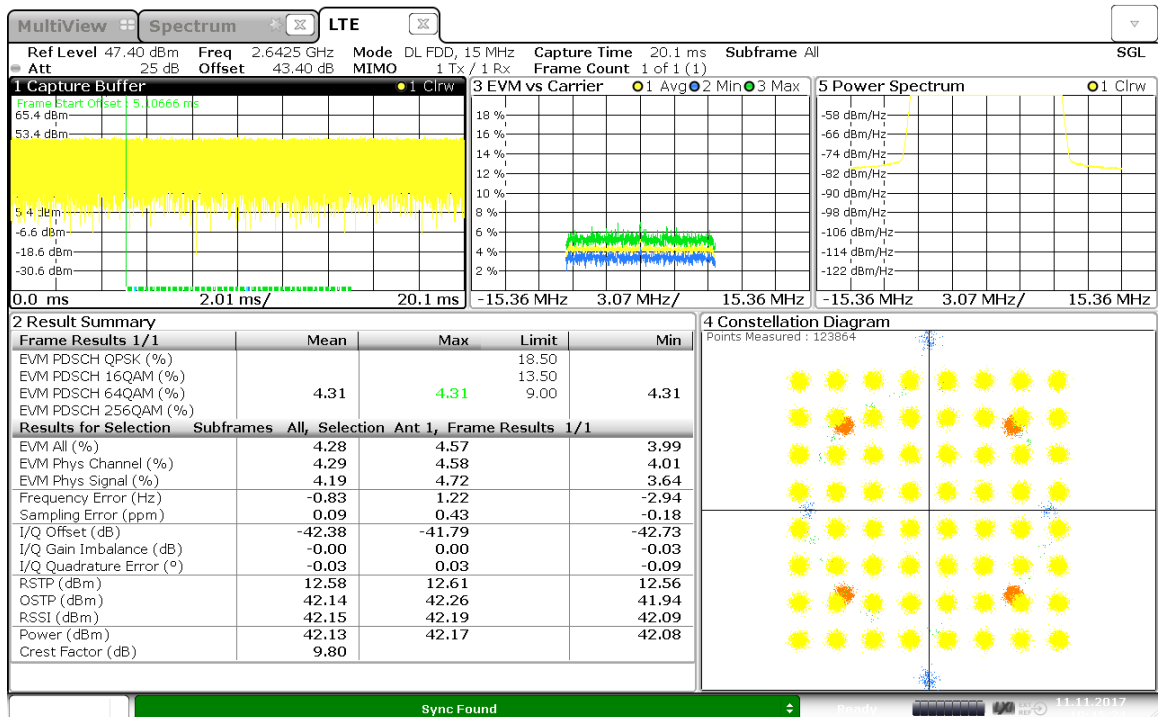 MultiView Spectrum LTE
Ref Level 47.40 dBm Freq 2.6425 GHz Mode DL FDD, 15 MHz Capture Time 20.1 ms Subframe All SGL
Att 25 dB Offset 43.40 dB MIMO 1 Tx / 1 Rx Frame Count 1 of 1 (1)
1 Capture Buffer 1 Clrw
Frame Start Offset : 5.10666 ms
65.4 dBm
53.4 dBm
5.4 dBm
-6.6 dBm
-18.6 dBm
-30.6 dBm
0.0 ms 2.01 ms/ 20.1 ms
3 EVM vs Carrier 1 Avg 2 Min 3 Max
18 %
16 %
14 %
12 %
10 %
8 %
6 %
4 %
2 %
-15.36 MHz 3.07 MHz/ 15.36 MHz
5 Power Spectrum 1 Clrw
-58 dBm/Hz
-66 dBm/Hz
-74 dBm/Hz
-82 dBm/Hz
-90 dBm/Hz
-98 dBm/Hz
-106 dBm/Hz
-114 dBm/Hz
-122 dBm/Hz
-15.36 MHz 3.07 MHz/ 15.36 MHz
2 Result Summary
Frame Results 1/1 Mean Max Limit Min
EVM PDSCH QPSK (%) 18.50
EVM PDSCH 16QAM (%) 13.50
EVM PDSCH 64QAM (%) 4.31 4.31 9.00 4.31
EVM PDSCH 256QAM (%)
Results for Selection Subframes All, Selection Ant 1, Frame Results 1/1
EVM All (%) 4.28 4.57 3.99
EVM Phys Channel (%) 4.29 4.58 4.01
EVM Phys Signal (%) 4.19 4.72 3.64
Frequency Error (Hz) -0.83 1.22 -2.94
Sampling Error (ppm) 0.09 0.43 -0.18
I/Q Offset (dB) -42.38 -41.79 -42.73
I/Q Gain Imbalance (dB) -0.00 0.00 -0.03
I/Q Quadrature Error (°) -0.03 0.03 -0.09
RSTP (dBm) 12.58 12.61 12.56
OSTP (dBm) 42.14 42.26 41.94
RSSI (dBm) 42.15 42.19 42.09
Power (dBm) 42.13 42.17 42.08
Crest Factor (dB) 9.80
4 Constellation Diagram
Points Measured : 123864
Sync Found
Ready
EXT
REF
11.11.2017